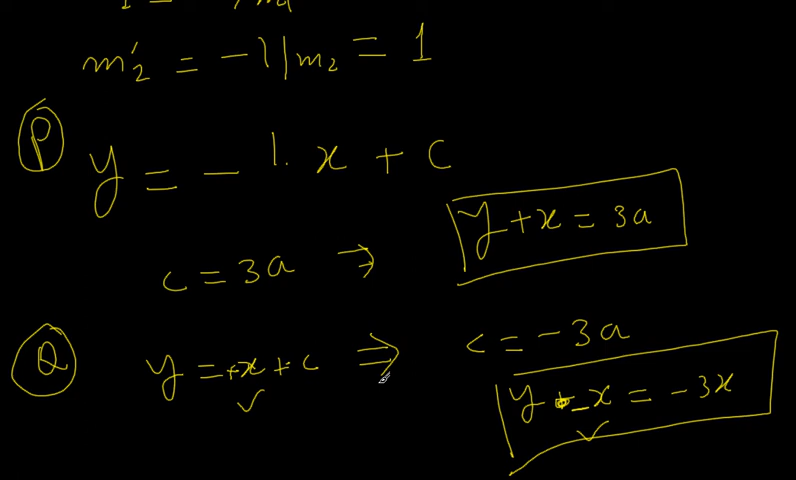 m'₂ = -1/m₂ = 1
P
y = -1.x + c
y + x = 3a
c = 3a ⇒
Q y = +x + c ⇒ c = -3a
y - x = -3x